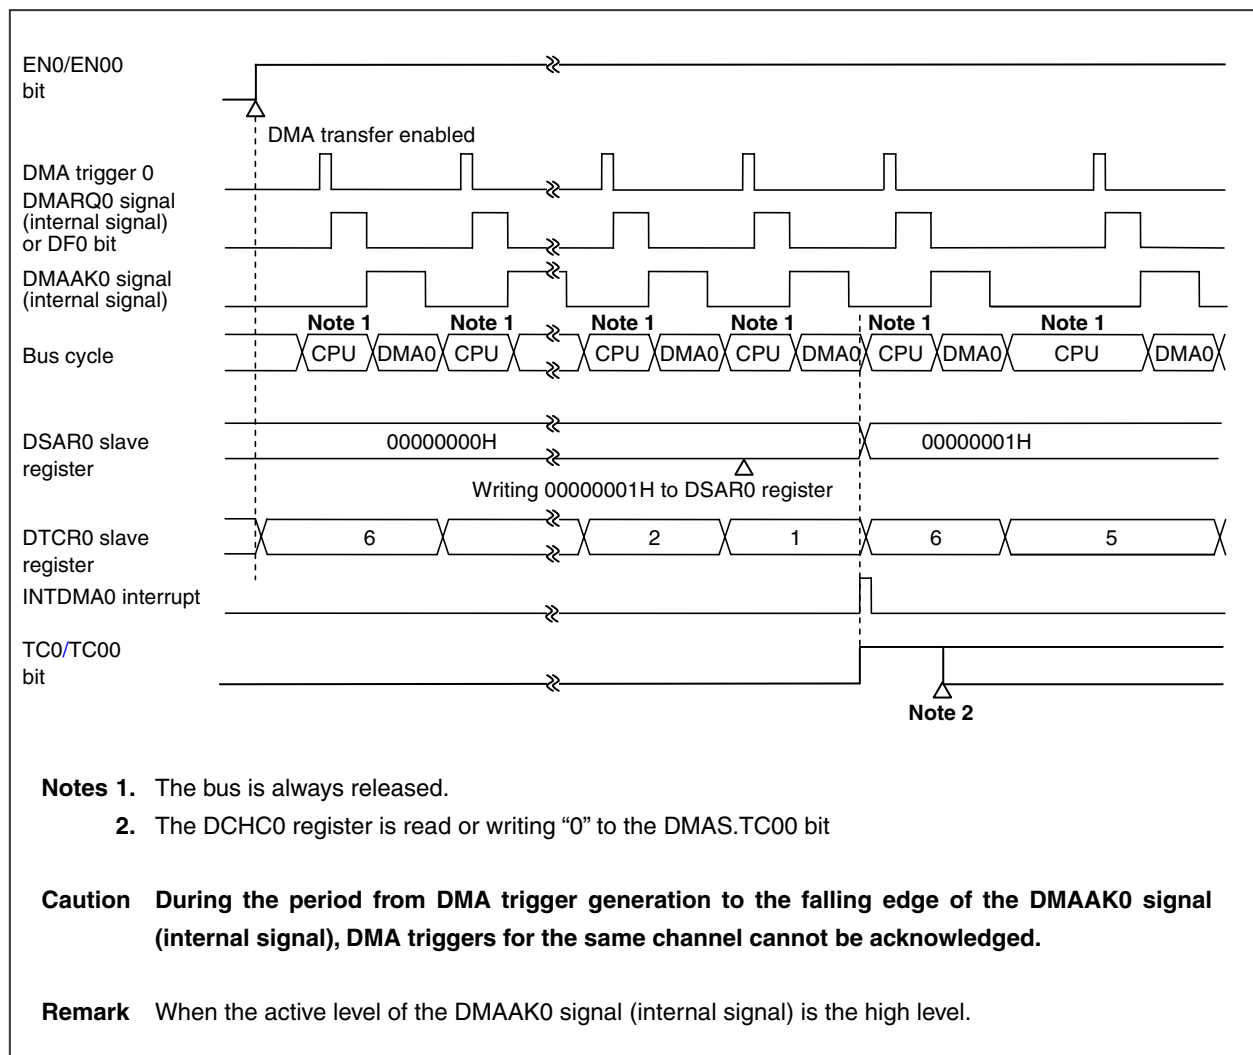 EN0/EN00
bit
DMA transfer enabled
DMA trigger 0
DMARQ0 signal
(internal signal)
or DF0 bit
DMAAK0 signal
(internal signal)
Note 1 Note 1 Note 1 Note 1 Note 1 Note 1
Bus cycle CPU DMA0 CPU CPU DMA0 CPU DMA0 CPU DMA0 CPU DMA0
DSAR0 slave
register
00000000H 00000001H
Writing 00000001H to DSAR0 register
DTCR0 slave
register
6 2 1 6 5
INTDMA0 interrupt
TC0/TC00
bit
Note 2
Notes 1. The bus is always released.
2. The DCHC0 register is read or writing “0” to the DMAS.TC00 bit
Caution During the period from DMA trigger generation to the falling edge of the DMAAK0 signal
(internal signal), DMA triggers for the same channel cannot be acknowledged.
Remark When the active level of the DMAAK0 signal (internal signal) is the high level.